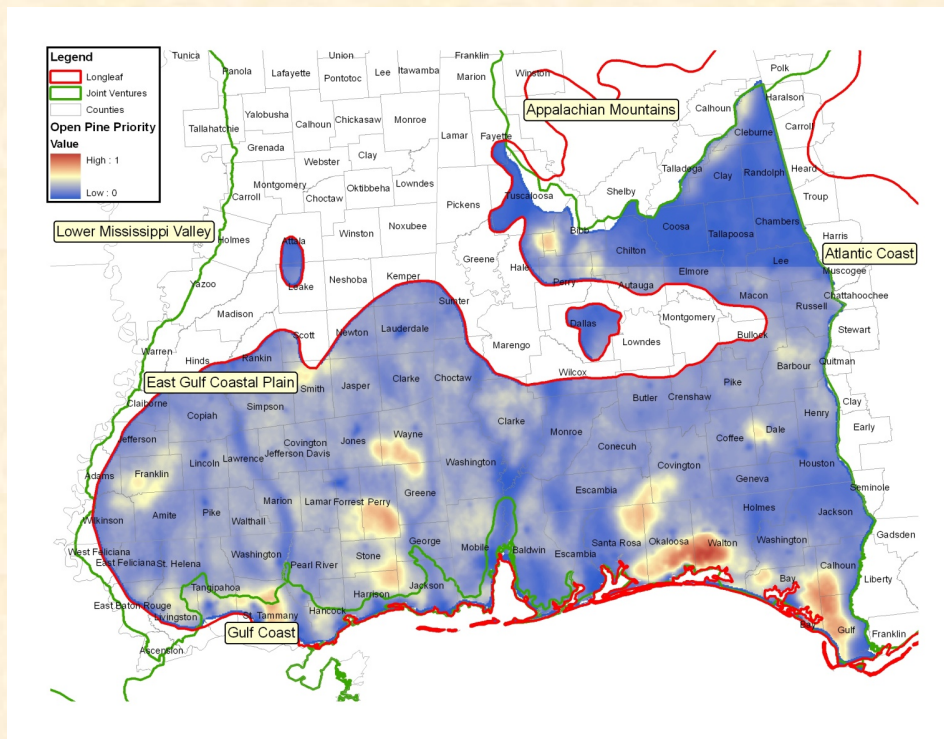 Legend
Longleaf
Joint Ventures
Counties
Open Pine Priority
Value
High : 1
Low : 0
Tunica
Panola
Lafayette
Union
Pontotoc
Lee
Itawamba
Franklin
Marion
Winston
Polk
Haralson
Calhoun
Appalachian Mountains
Yalobusha
Tallahatchie
Calhoun
Chickasaw
Monroe
Lamar
Fayette
Cleburne
Carroll
Grenada
Webster
Clay
Talladega
Clay
Randolph
Heard
Montgomery
Carroll
Choctaw
Oktibbeha
Lowndes
Pickens
Tuscaloosa
Shelby
Troup
Lower Mississippi Valley
Holmes
Attala
Winston
Noxubee
Greene
Hale
Bibb
Chilton
Coosa
Tallapoosa
Chambers
Harris
Atlantic Coast
Lee
Yazoo
Leake
Neshoba
Kemper
Sumter
Perry
Autauga
Elmore
Macon
Muscogee
Russell
Chattahoochee
Madison
Scott
Newton
Lauderdale
Dallas
Montgomery
Bullock
Stewart
Warren
Hinds
Rankin
Marengo
Lowndes
Wilcox
Barbour
Quitman
East Gulf Coastal Plain
Smith
Jasper
Clarke
Choctaw
Pike
Claiborne
Copiah
Simpson
Clarke
Butler
Crenshaw
Henry
Clay
Early
Jefferson
Covington
Jones
Wayne
Monroe
Conecuh
Coffee
Dale
Lincoln
Lawrence
Jefferson Davis
Washington
Covington
Houston
Adams
Franklin
Geneva
Seminole
Wilkinson
Amite
Pike
Walthall
Marion
Lamar
Forrest
Perry
Greene
Escambia
Holmes
Jackson
West Feliciana
East Feliciana
St. Helena
Washington
Pearl River
Stone
George
Mobile
Baldwin
Escambia
Santa Rosa
Okaloosa
Walton
Washington
Gadsden
Calhoun
Liberty
Tangipahoa
Harrison
Jackson
Bay
East Baton Rouge
Livingston
St. Tammany
Hancock
Gulf Coast
Bay
Gulf
Franklin
Ascension